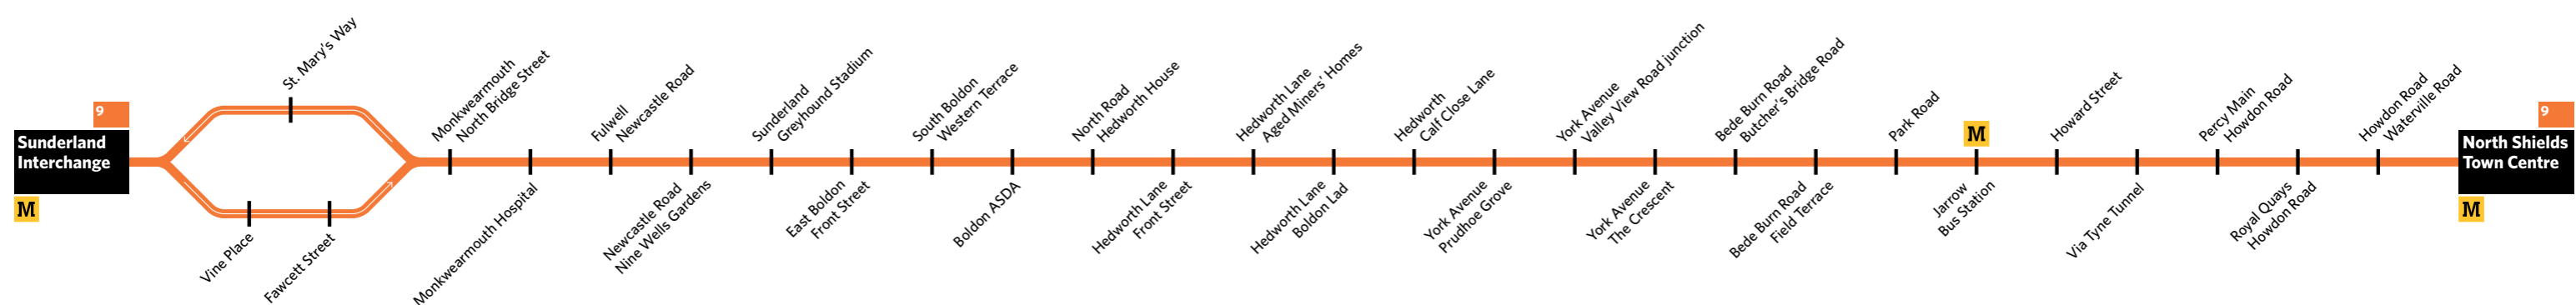 9
Sunderland
Interchange
M
St. Mary's Way
Vine Place
Fawcett Street
Monkwearmouth
North Bridge Street
Monkwearmouth Hospital
Fulwell
Newcastle Road
Newcastle Road
Nine Wells Gardens
Sunderland
Greyhound Stadium
East Boldon
Front Street
South Boldon
Western Terrace
Boldon ASDA
North Road
Hedworth House
Hedworth Lane
Front Street
Hedworth Lane
Aged Miners' Homes
Hedworth Lane
Boldon Lad
Hedworth
Calf Close Lane
York Avenue
Prudhoe Grove
York Avenue
Valley View Road junction
York Avenue
The Crescent
Bede Burn Road
Butcher's Bridge Road
Bede Burn Road
Field Terrace
Park Road
M
Jarrow
Bus Station
Howard Street
Via Tyne Tunnel
Percy Main
Howdon Road
Royal Quays
Howdon Road
Howdon Road
Waterville Road
9
North Shields
Town Centre
M